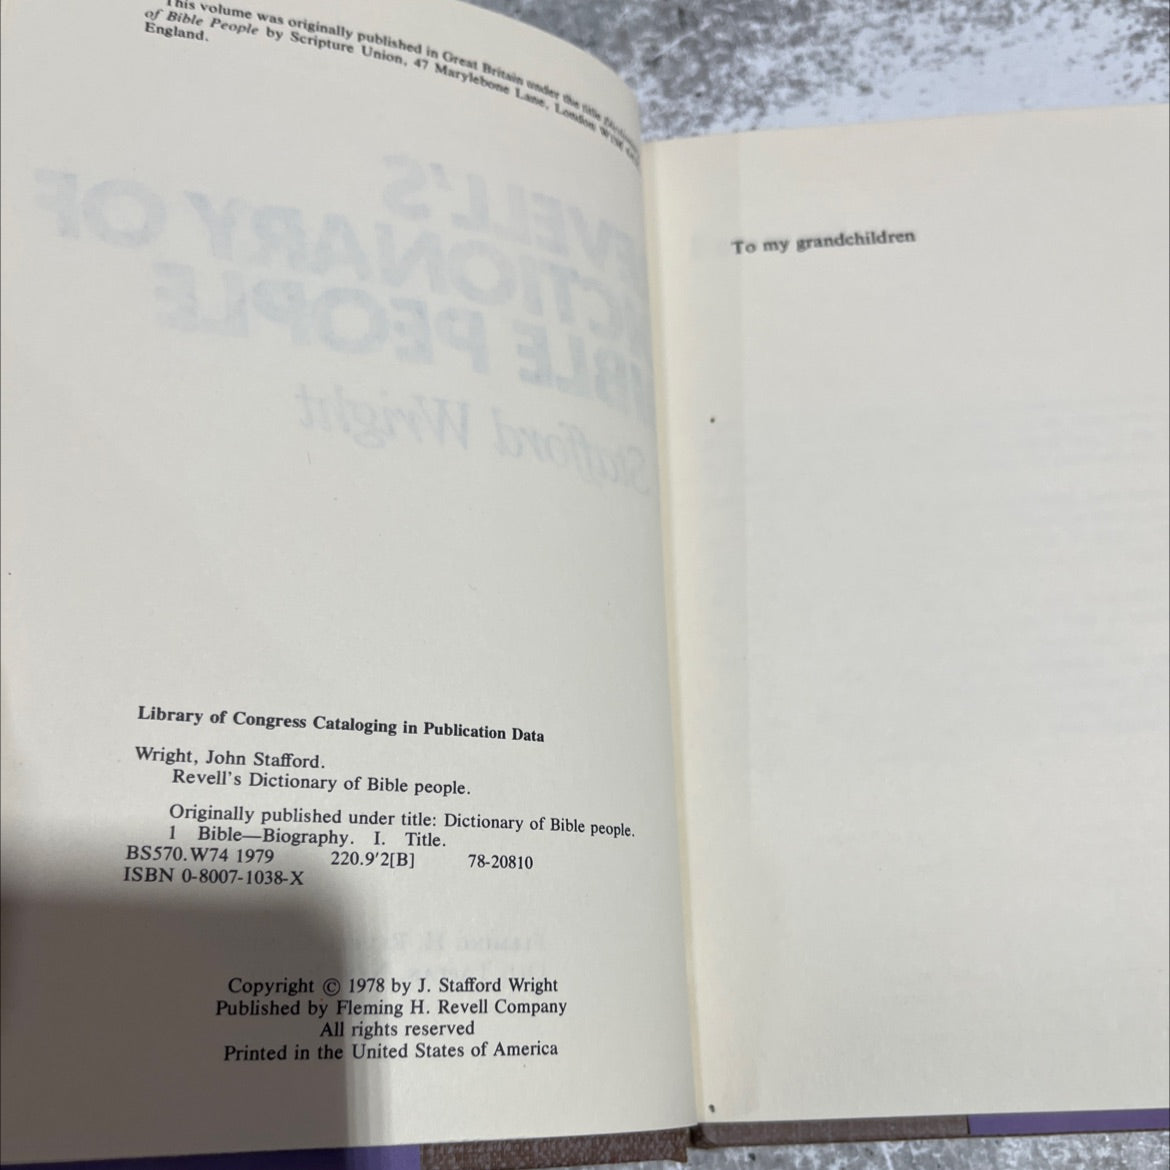 This volume was originally published in Great Britain under the title Dictionary
of Bible People by Scripture Union, 47 Marylebone Lane, London
England.
Library of Congress Cataloging in Publication Data
Wright, John Stafford.
Revell's Dictionary of Bible people.
Originally published under title: Dictionary of Bible people.
1 Bible—Biography. I. Title.
BS570.W74 1979 220.9'2[B] 78-20810
ISBN 0-8007-1038-X
Copyright © 1978 by J. Stafford Wright
Published by Fleming H. Revell Company
All rights reserved
Printed in the United States of America
To my grandchildren